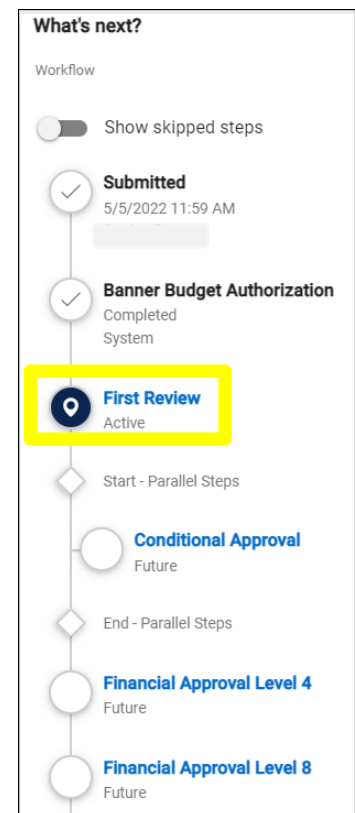 What's next?
Workflow
Show skipped steps
Submitted
5/5/2022 11:59 AM
Banner Budget Authorization
Completed
System
First Review
Active
Start - Parallel Steps
Conditional Approval
Future
End - Parallel Steps
Financial Approval Level 4
Future
Financial Approval Level 8
Future